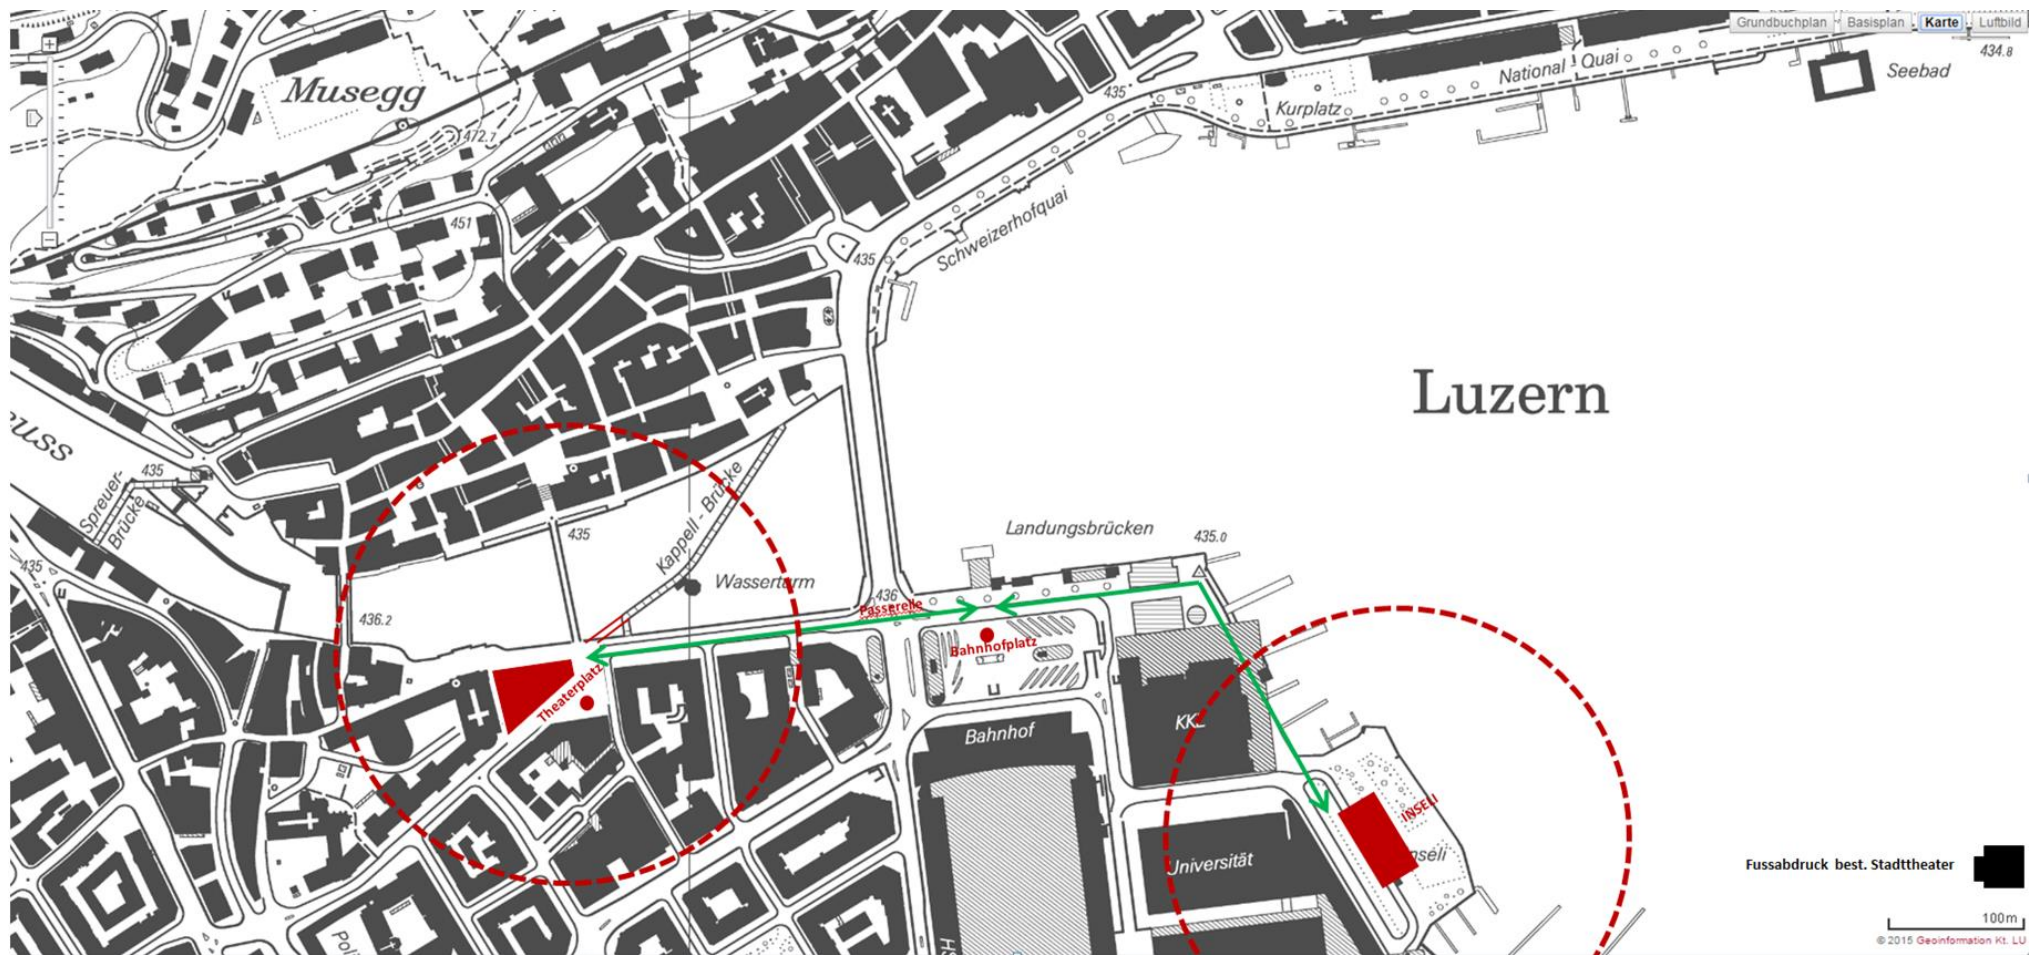 Grundbuchplan Basisplan Karte Luftbild
434.8
National - Quai
Seebad
Musegg
435
Kurplatz
472.7
451
Schweizerhofquai
435
Luzern
euss
435
Spreuer-
Brücke
435
Kappell - Brücke
Landungsbrücken
435.0
435
Wasserturm
436
Passerelle
436.2
Bahnhofplatz
Theaterplatz
KKL
Bahnhof
INSELI
nseli
Universität
Fussabdruck best. Stadttheater
100m
© 2015 Geoinformation Kt. LU